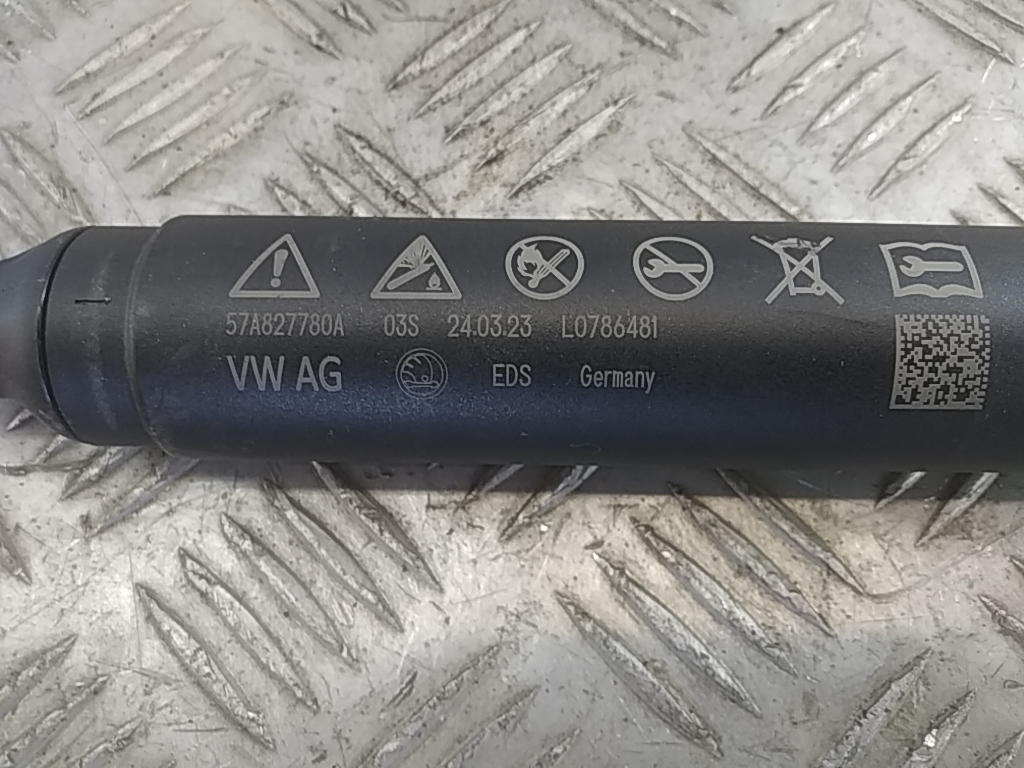 57A827780A 03S 24.03.23 L0786481
VW AG EDS Germany